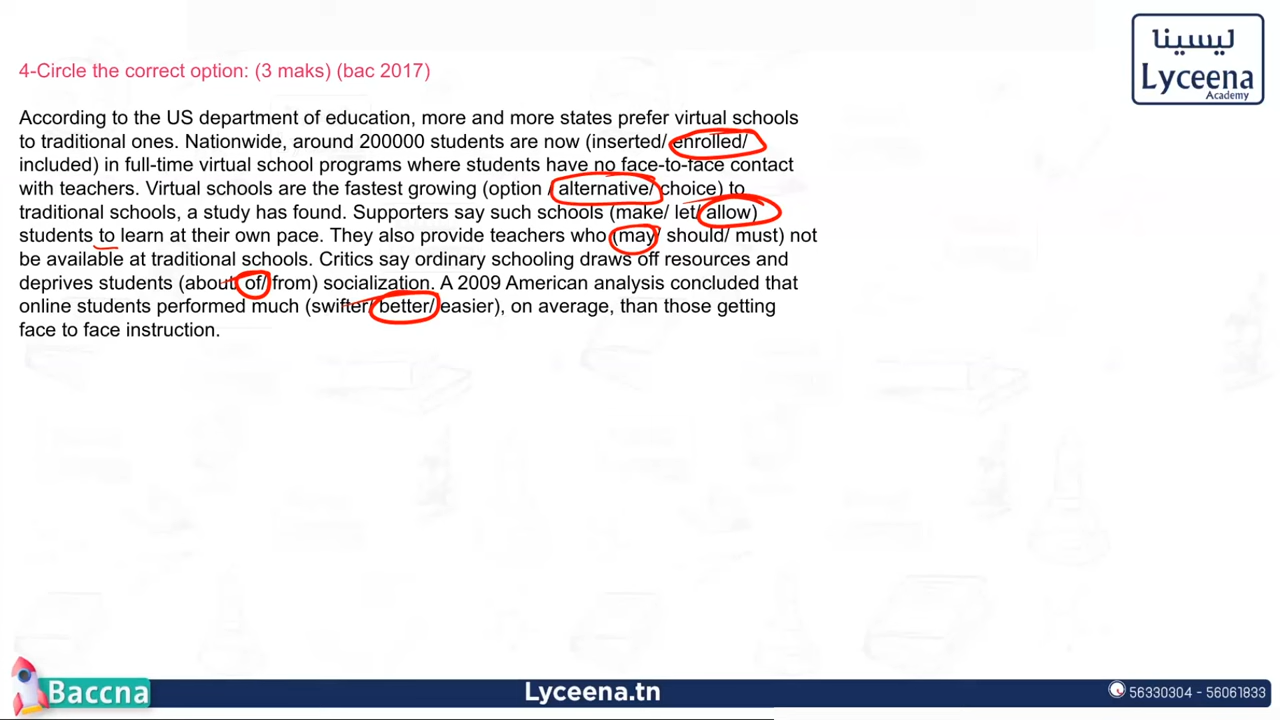 ليسينا
Lyceena
Academy
4-Circle the correct option: (3 maks) (bac 2017)
According to the US department of education, more and more states prefer virtual schools
to traditional ones. Nationwide, around 200000 students are now (inserted/ enrolled/
included) in full-time virtual school programs where students have no face-to-face contact
with teachers. Virtual schools are the fastest growing (option / alternative/ choice) to
traditional schools, a study has found. Supporters say such schools (make/ let/ allow)
students to learn at their own pace. They also provide teachers who (may/ should/ must) not
be available at traditional schools. Critics say ordinary schooling draws off resources and
deprives students (about/ of/ from) socialization. A 2009 American analysis concluded that
online students performed much (swifter/ better/ easier), on average, than those getting
face to face instruction.
Baccna
Lyceena.tn
56330304 - 56061833